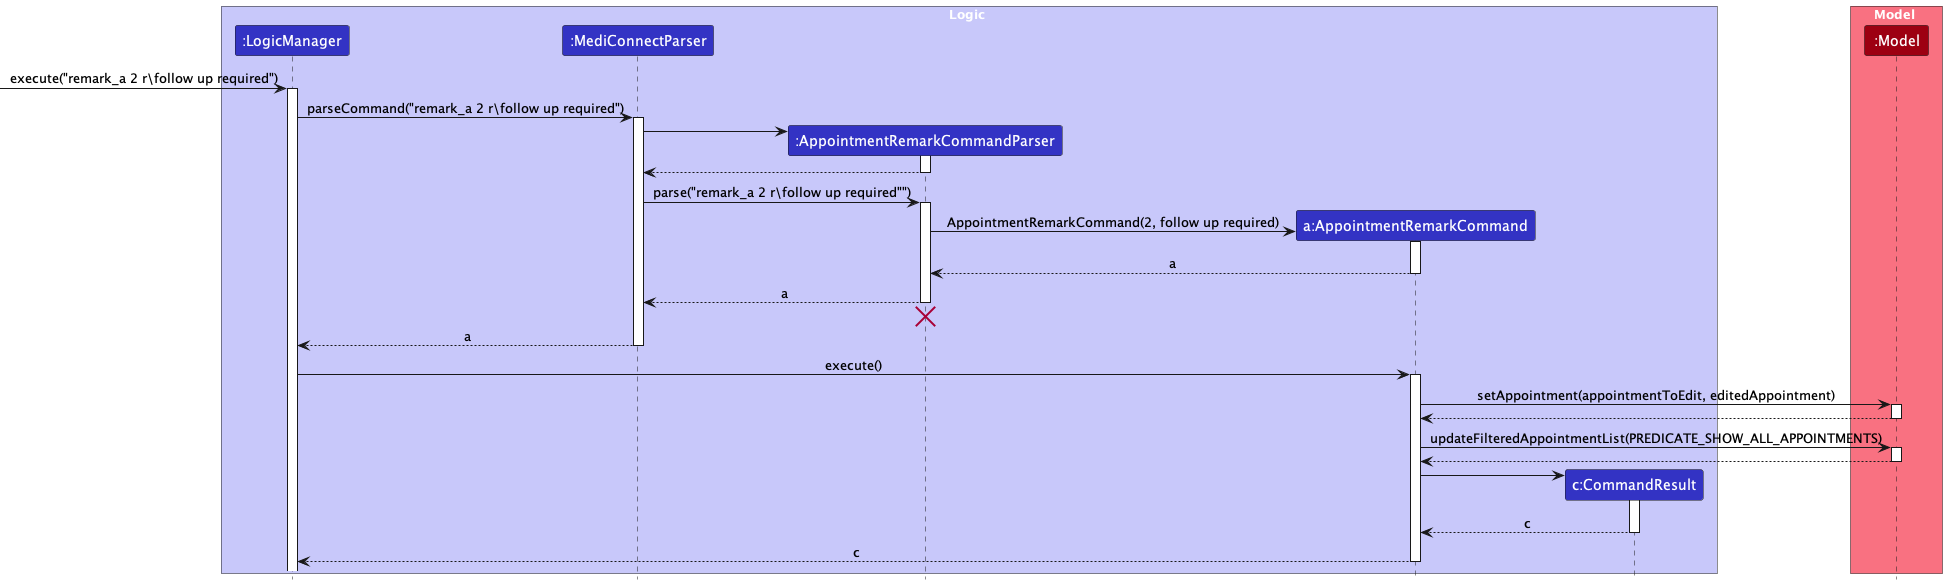 Logic
Model
:LogicManager
:MediConnectParser
:Model
execute("remark_a 2 r\follow up required")
parseCommand("remark_a 2 r\follow up required")
:AppointmentRemarkCommandParser
parse("remark_a 2 r\follow up required"")
AppointmentRemarkCommand(2, follow up required)
a:AppointmentRemarkCommand
a
a
a
execute()
setAppointment(appointmentToEdit, editedAppointment)
updateFilteredAppointmentList(PREDICATE_SHOW_ALL_APPOINTMENTS)
c:CommandResult
c
c